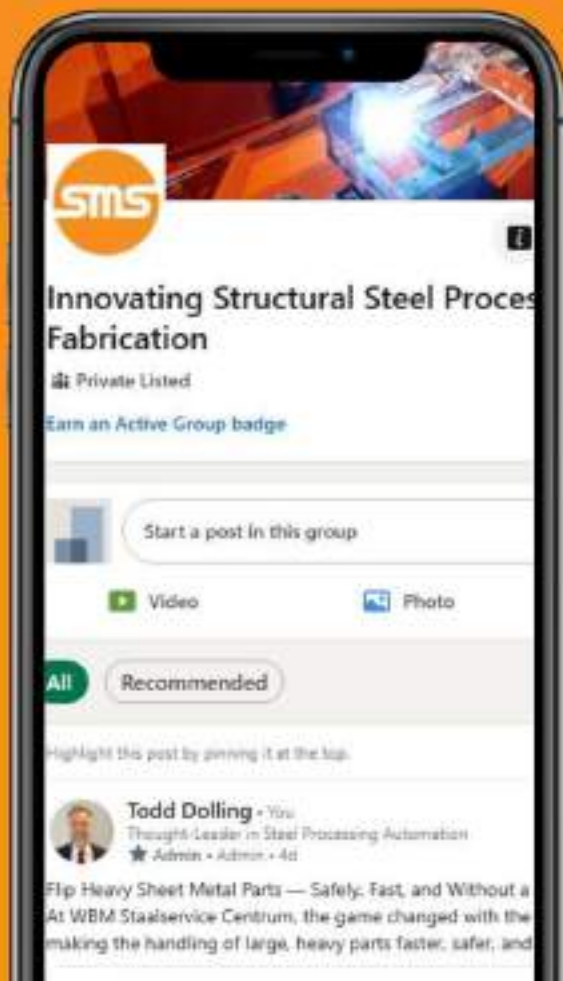 sms
Innovating Structural Steel Proces
Fabrication
Private Listed
Earn an Active Group badge
Start a post in this group
Video
Photo
All
Recommended
Highlight this post by pinning it at the top.
Todd Dolling • You
Thought-Leader in Steel Processing Automation
Admin • Admin • 4d
Flip Heavy Sheet Metal Parts — Safely, Fast, and Without a
At WBM Staalservice Centrum, the game changed with the
making the handling of large, heavy parts faster, safer, and